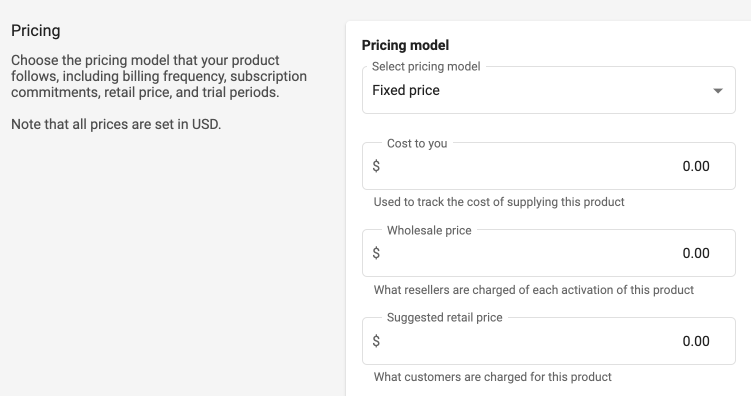 Pricing
Choose the pricing model that your product
follows, including billing frequency, subscription
commitments, retail price, and trial periods.
Note that all prices are set in USD.
Pricing model
Select pricing model
Fixed price
Cost to you
$ 0.00
Used to track the cost of supplying this product
Wholesale price
$ 0.00
What resellers are charged of each activation of this product
Suggested retail price
$ 0.00
What customers are charged for this product